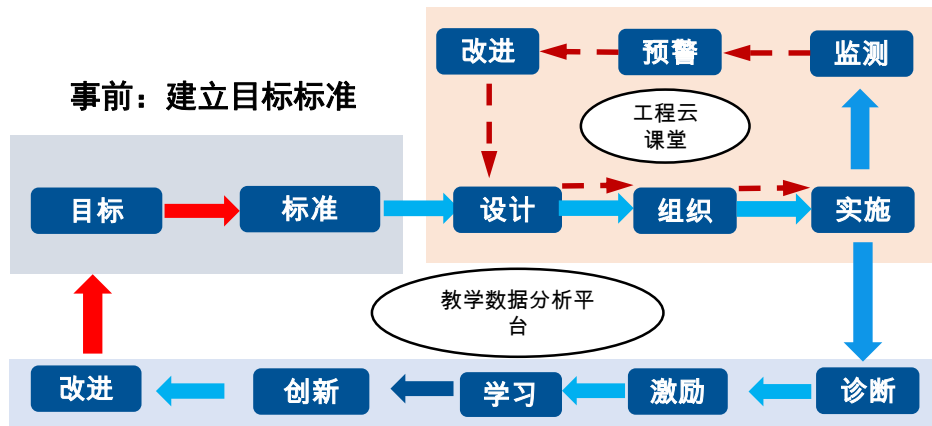 改进
预警
监测
事前：建立目标标准
工程云
课堂
目标
标准
设计
组织
实施
教学数据分析平
台
改进
创新
学习
激励
诊断